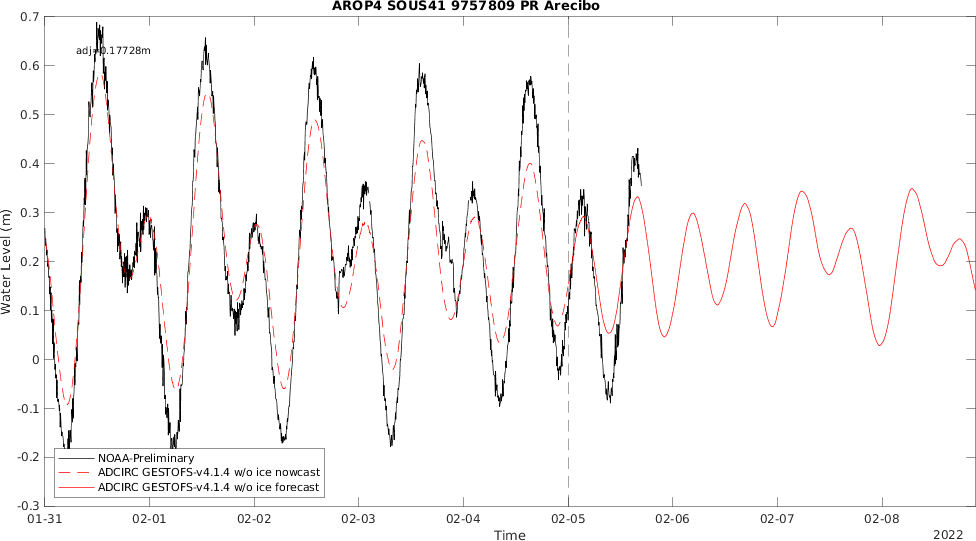 AROP4 SOUS41 9757809 PR Arecibo
adj=0.17728m
Water Level (m)
0.7
0.6
0.5
0.4
0.3
0.2
0.1
0
-0.1
-0.2
-0.3
NOAA-Preliminary
ADCIRC GESTOFS-v4.1.4 w/o ice nowcast
ADCIRC GESTOFS-v4.1.4 w/o ice forecast
01-31 02-01 02-02 02-03 02-04 02-05 02-06 02-07 02-08
Time
2022